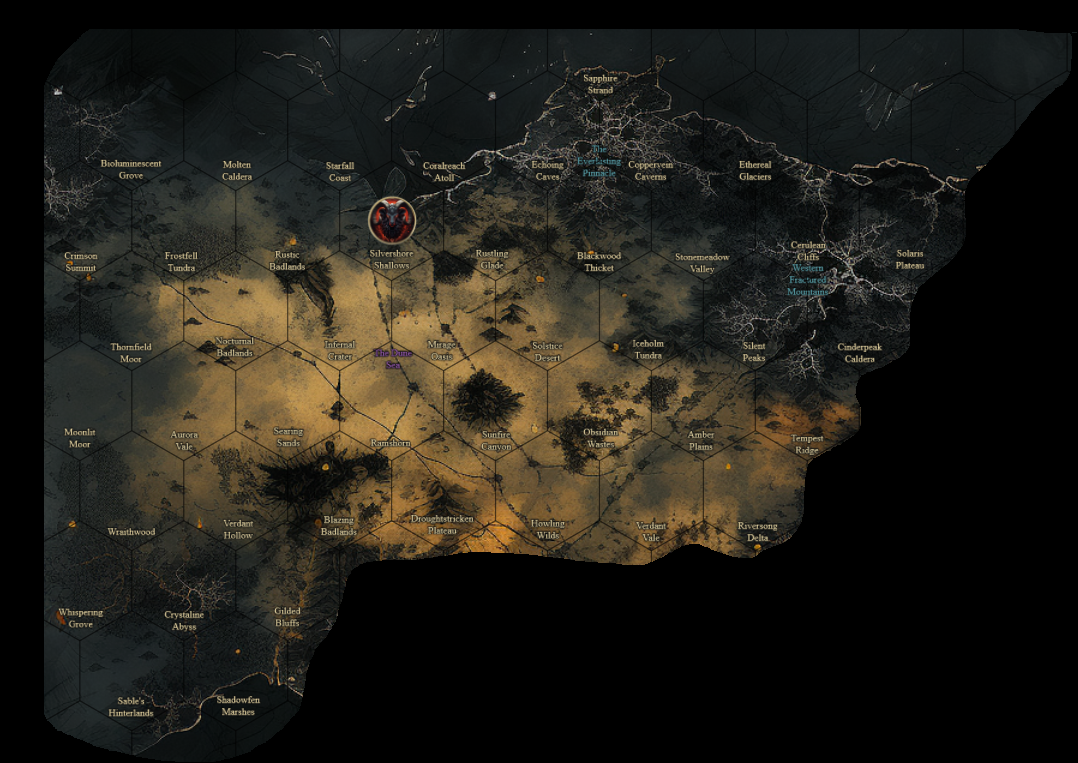 Sapphire
Strand
The
Everlasting
Pinnacle
Bioluminescent
Grove
Molten
Caldera
Starfall
Coast
Coralreach
Atoll
Echoing
Caves
Coppervein
Caverns
Ethereal
Glaciers
Crimson
Summit
Frostfell
Tundra
Rustic
Badlands
Silvershore
Shallows
Rustling
Glade
Blackwood
Thicket
Stonemeadow
Valley
Cerulean
Cliffs
Western
Fractured
Mountains
Solaris
Plateau
Thornfield
Moor
Nocturnal
Badlands
Infernal
Crater
The Dune
Sea
Mirage
Oasis
Solstice
Desert
Iceholm
Tundra
Silent
Peaks
Cinderpeak
Caldera
Moonlit
Moor
Aurora
Vale
Searing
Sands
Ramshorn
Sunfire
Canyon
Obsidian
Wastes
Amber
Plains
Tempest
Ridge
Wraithwood
Verdant
Hollow
Blazing
Badlands
Droughtstricken
Plateau
Howling
Wilds
Verdant
Vale
Riversong
Delta
Whispering
Grove
Crystaline
Abyss
Gilded
Bluffs
Sable's
Hinterlands
Shadowfen
Marshes